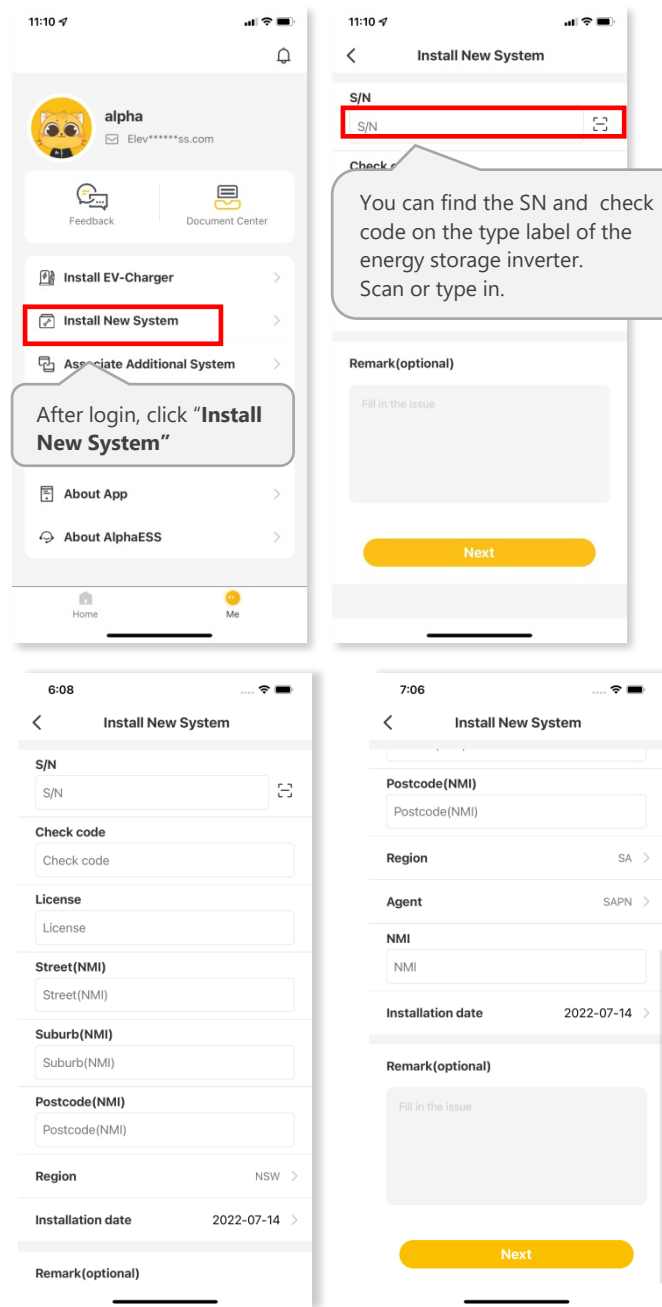 11:10
alpha
Elev******ss.com
Feedback
Document Center
Install EV-Charger
Install New System
Associate Additional System
After login, click “Install
New System”
About App
About AlphaESS
Home
Me
11:10
Install New System
S/N
S/N
Check
You can find the SN and check
code on the type label of the
energy storage inverter.
Scan or type in.
Remark(optional)
Fill in the issue
Next
6:08
Install New System
S/N
S/N
Check code
Check code
License
License
Street(NMI)
Street(NMI)
Suburb(NMI)
Suburb(NMI)
Postcode(NMI)
Postcode(NMI)
Region NSW
Installation date 2022-07-14
Remark(optional)
7:06
Install New System
Postcode(NMI)
Postcode(NMI)
Region SA
Agent SAPN
NMI
NMI
Installation date 2022-07-14
Remark(optional)
Fill in the issue
Next